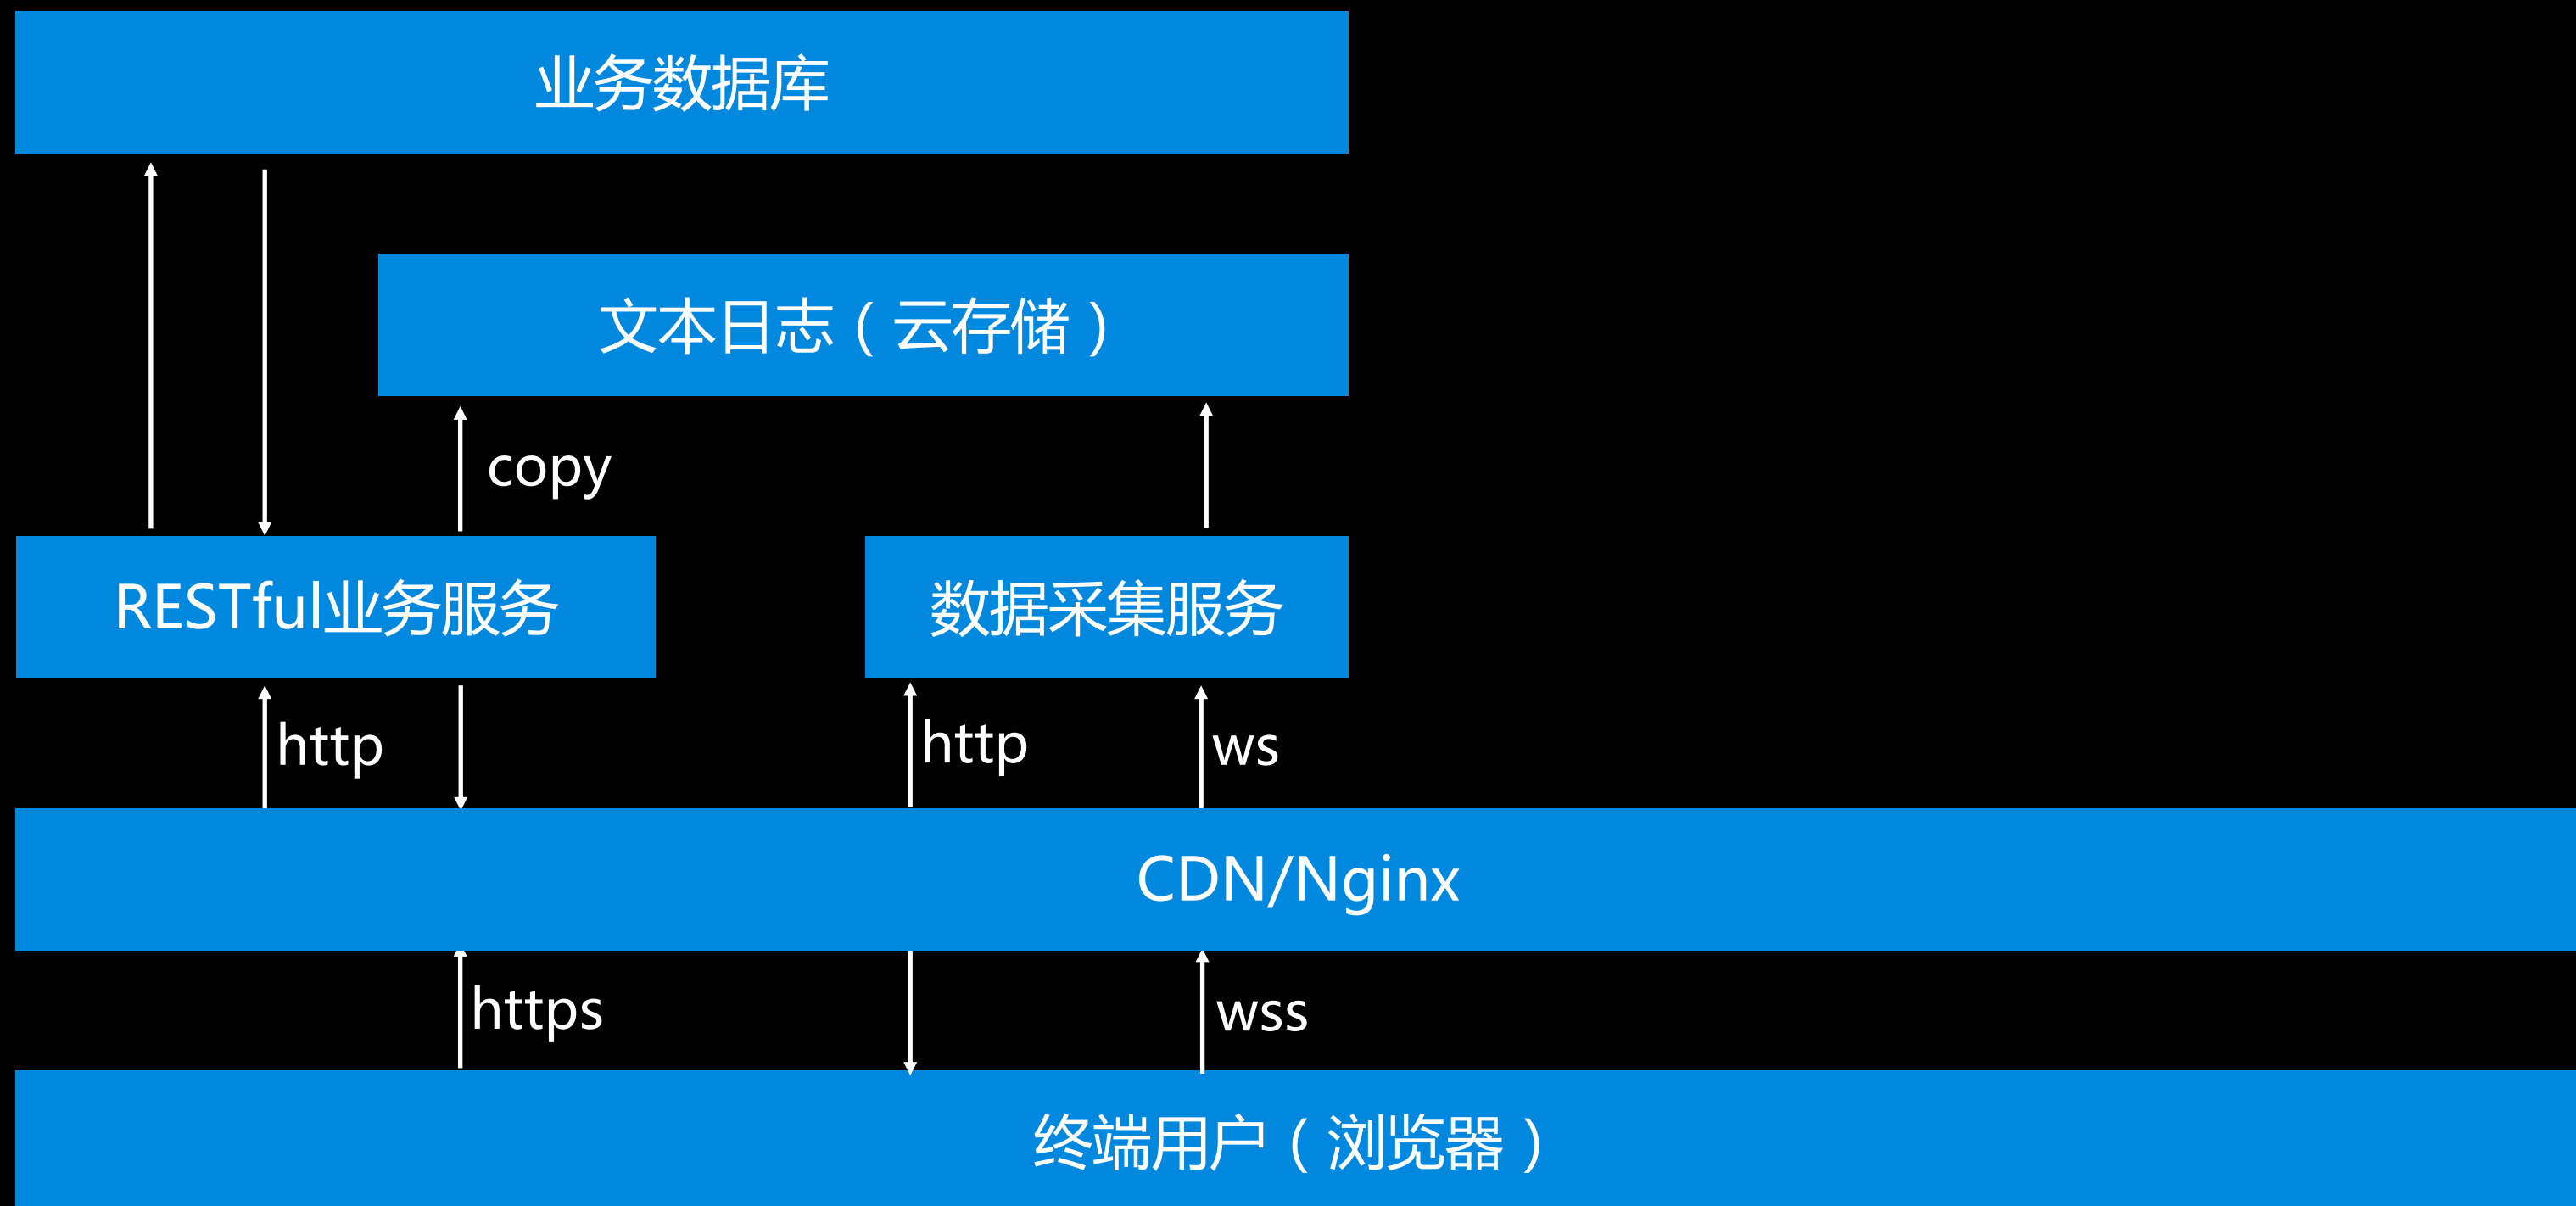 业务数据库
文本日志（云存储）
copy
RESTful业务服务
数据采集服务
http
http
ws
CDN/Nginx
https
wss
终端用户（浏览器）